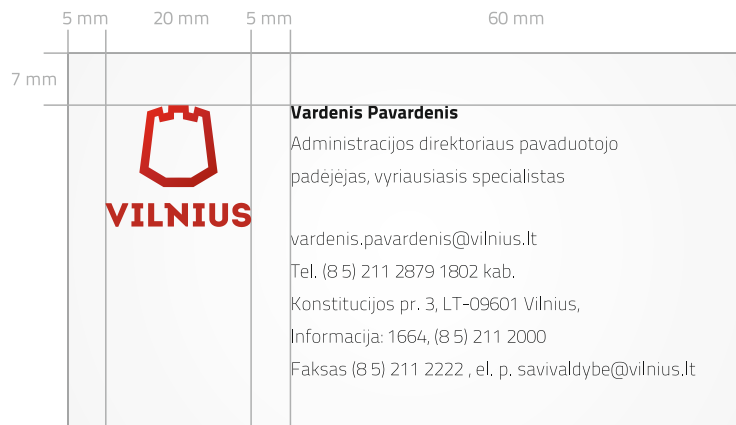 5 mm 20 mm 5 mm 60 mm
7 mm
VILNIUS
Vardenis Pavardenis
Administracijos direktoriaus pavaduotojo
padėjėjas, vyriausiasis specialistas
vardenis.pavardenis@vilnius.lt
Tel. (8 5) 211 2879 1802 kab.
Konstitucijos pr. 3, LT-09601 Vilnius,
Informacija: 1664, (8 5) 211 2000
Faksas (8 5) 211 2222 , el. p. savivaldybe@vilnius.lt